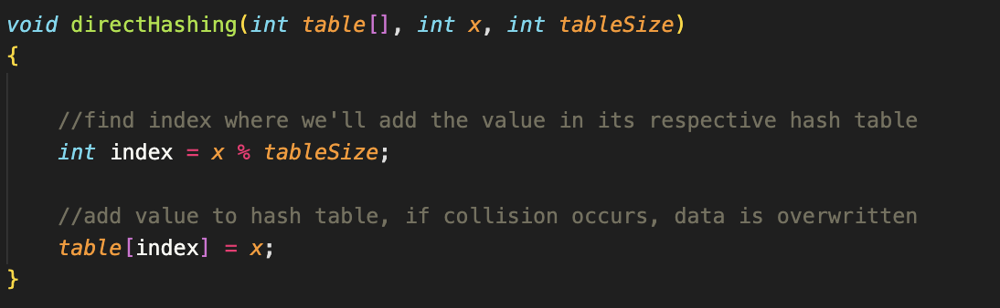 void directHashing(int table[], int x, int tableSize)
{
//find index where we'll add the value in its respective hash table
int index = x % tableSize;
//add value to hash table, if collision occurs, data is overwritten
table[index] = x;
}